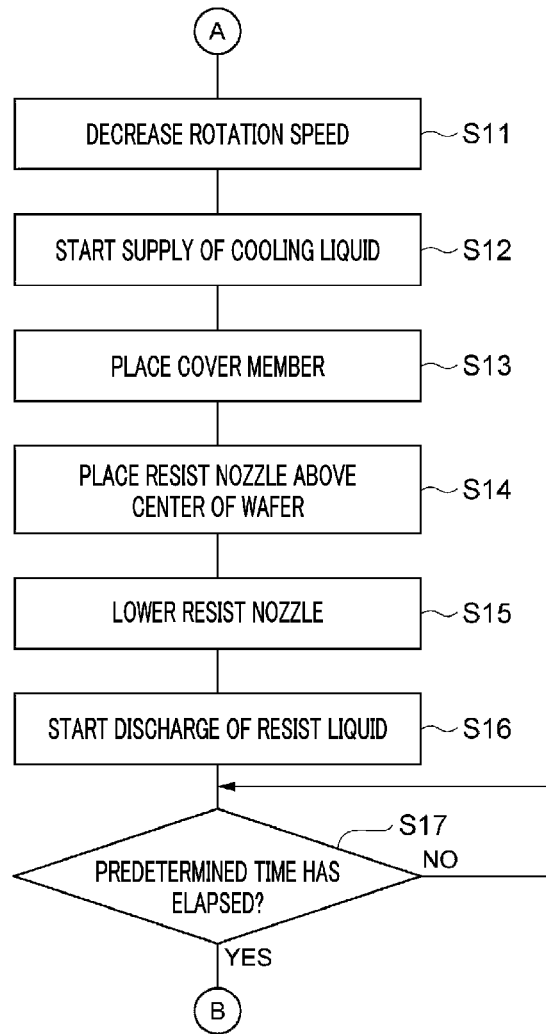 A
DECREASE ROTATION SPEED
S11
START SUPPLY OF COOLING LIQUID
S12
PLACE COVER MEMBER
S13
PLACE RESIST NOZZLE ABOVE
CENTER OF WAFER
S14
LOWER RESIST NOZZLE
S15
START DISCHARGE OF RESIST LIQUID
S16
S17
PREDETERMINED TIME HAS
ELAPSED?
NO
YES
B